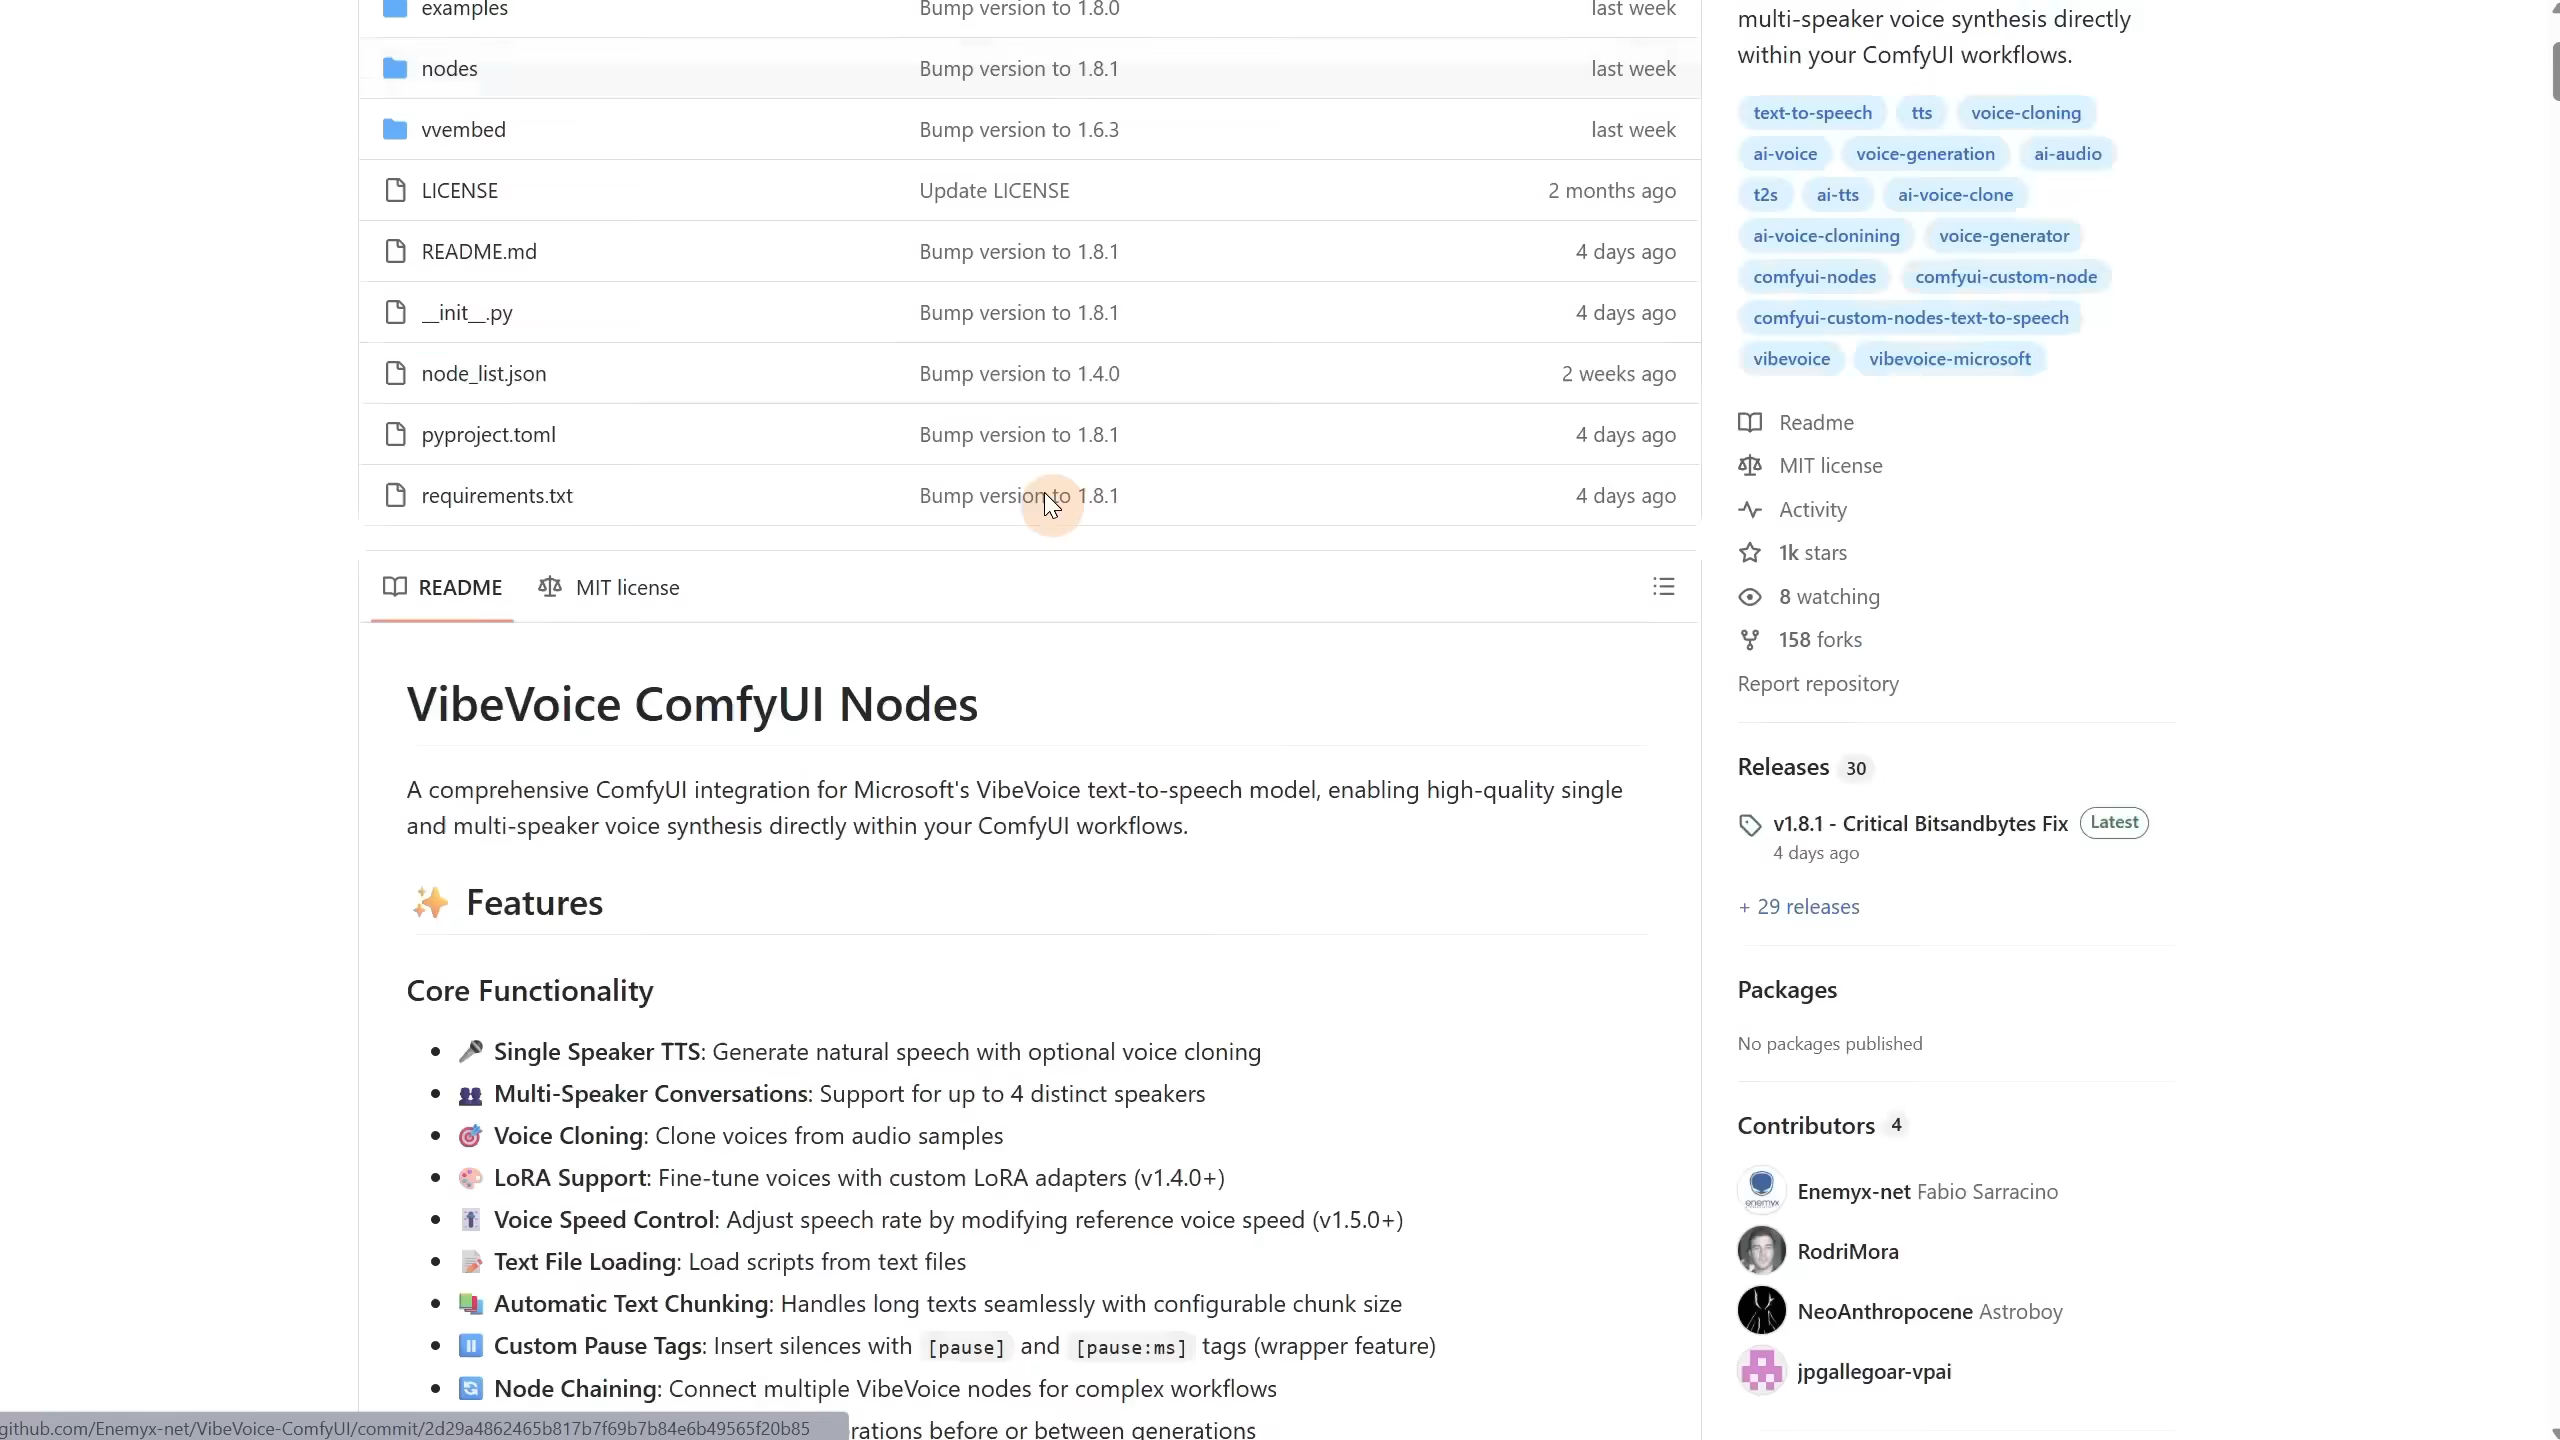 examples Bump version to 1.8.0 last week
nodes Bump version to 1.8.1 last week
vvembed Bump version to 1.6.3 last week
LICENSE Update LICENSE 2 months ago
README.md Bump version to 1.8.1 4 days ago
__init__.py Bump version to 1.8.1 4 days ago
node_list.json Bump version to 1.4.0 2 weeks ago
pyproject.toml Bump version to 1.8.1 4 days ago
requirements.txt Bump version to 1.8.1 4 days ago
README MIT license
VibeVoice ComfyUI Nodes
A comprehensive ComfyUI integration for Microsoft's VibeVoice text-to-speech model, enabling high-quality single
and multi-speaker voice synthesis directly within your ComfyUI workflows.
✨ Features
Core Functionality
• 🎤 Single Speaker TTS: Generate natural speech with optional voice cloning
• 👥 Multi-Speaker Conversations: Support for up to 4 distinct speakers
• 🎯 Voice Cloning: Clone voices from audio samples
• 🎨 LoRA Support: Fine-tune voices with custom LoRA adapters (v1.4.0+)
• 🎚️ Voice Speed Control: Adjust speech rate by modifying reference voice speed (v1.5.0+)
• 📝 Text File Loading: Load scripts from text files
• 📚 Automatic Text Chunking: Handles long texts seamlessly with configurable chunk size
• ⏸️ Custom Pause Tags: Insert silences with [pause] and [pause:ms] tags (wrapper feature)
• 🔄 Node Chaining: Connect multiple VibeVoice nodes for complex workflows
rations before or between generations
github.com/Enemyx-net/VibeVoice-ComfyUI/commit/2d29a4862465b817b7f69b7b84e6b49565f20b85
multi-speaker voice synthesis directly
within your ComfyUI workflows.
text-to-speech tts voice-cloning
ai-voice voice-generation ai-audio
t2s ai-tts ai-voice-clone
ai-voice-clonining voice-generator
comfyui-nodes comfyui-custom-node
comfyui-custom-nodes-text-to-speech
vibevoice vibevoice-microsoft
Readme
MIT license
Activity
1k stars
8 watching
158 forks
Report repository
Releases 30
v1.8.1 - Critical Bitsandbytes Fix Latest
4 days ago
+ 29 releases
Packages
No packages published
Contributors 4
enemyx
Enemyx-net Fabio Sarracino
RodriMora
NeoAnthropocene Astroboy
jpgallegoar-vpai